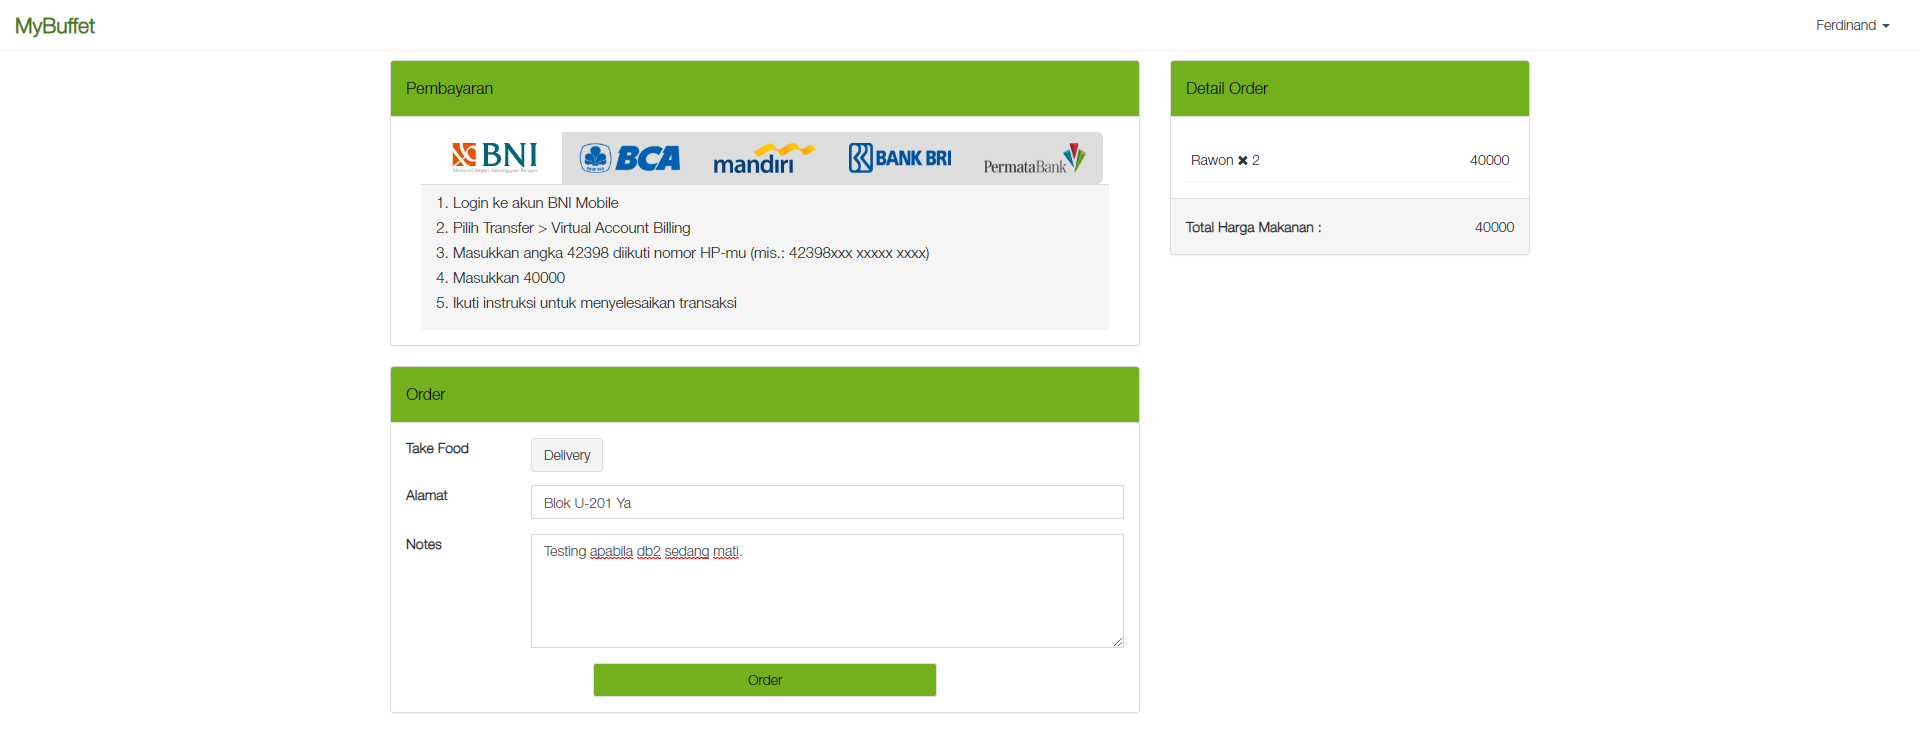 MyBuffet
Ferdinand
Pembayaran
BNI
BCA
mandiri
BANK BRI
PermataBank
1. Login ke akun BNI Mobile
2. Pilih Transfer > Virtual Account Billing
3. Masukkan angka 42398 diikuti nomor HP-mu (mis.: 42398xxx xxxxx xxxx)
4. Masukkan 40000
5. Ikuti instruksi untuk menyelesaikan transaksi
Order
Take Food
Delivery
Alamat
Blok U-201 Ya
Notes
Testing apabila db2 sedang mati.
Order
Detail Order
Rawon ✖ 2 40000
Total Harga Makanan : 40000